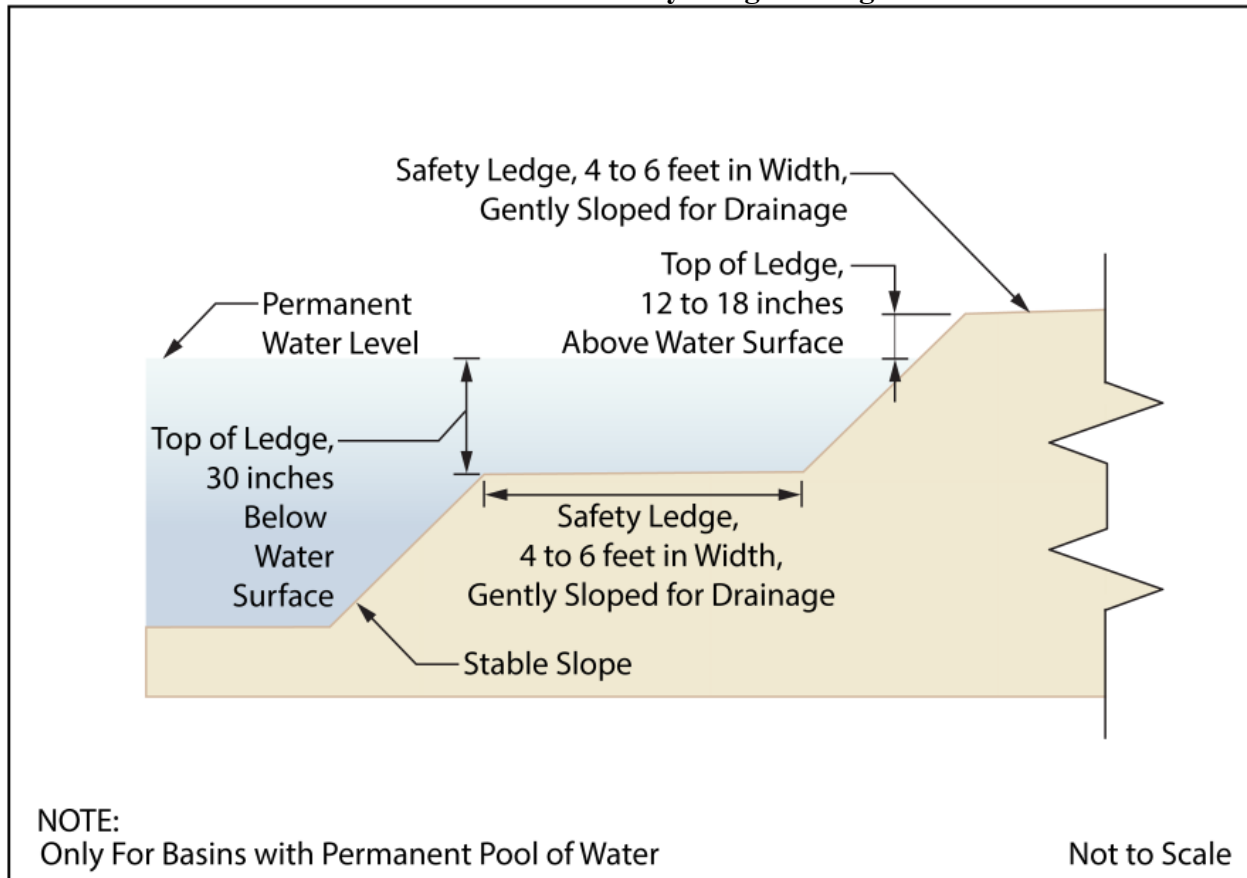 Safety Ledge, 4 to 6 feet in Width,
Gently Sloped for Drainage
Top of Ledge,
12 to 18 inches
Above Water Surface
Permanent
Water Level
Top of Ledge,
30 inches
Below
Water
Surface
Safety Ledge,
4 to 6 feet in Width,
Gently Sloped for Drainage
Stable Slope
NOTE:
Only For Basins with Permanent Pool of Water
Not to Scale